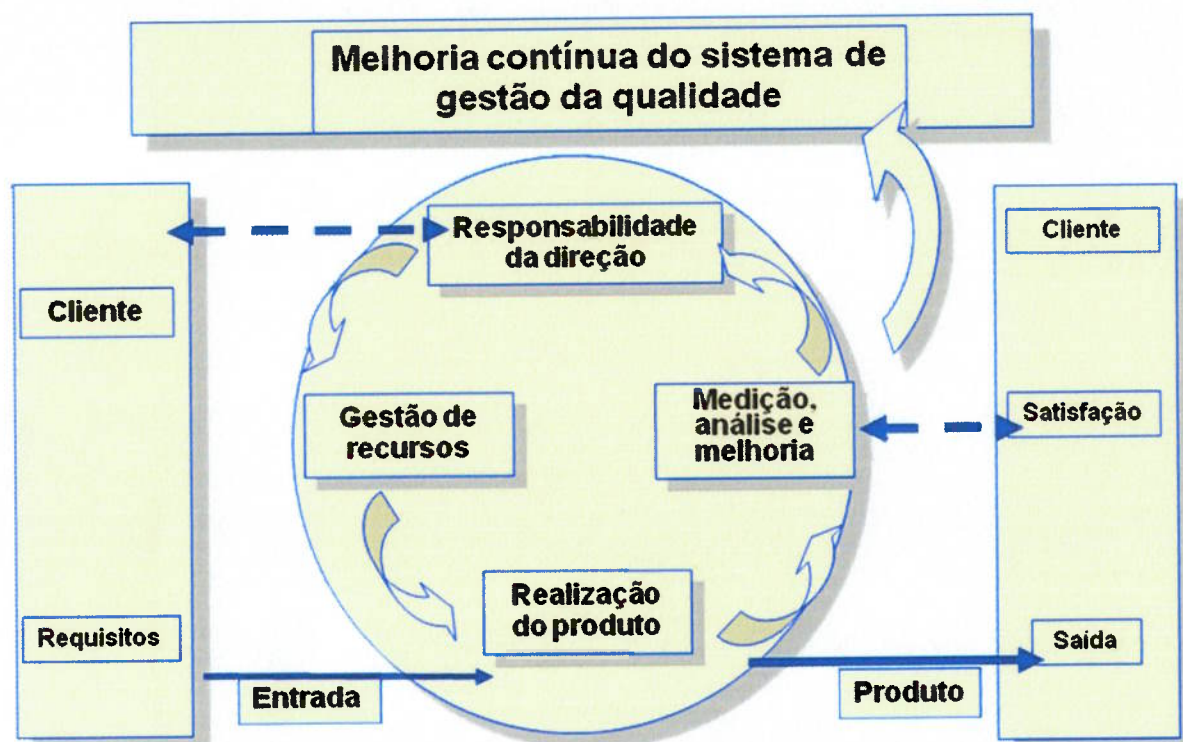 Melhoria contínua do sistema de
gestão da qualidade
Responsabilidade
da direção
Cliente
Cliente
Gestão de
recursos
Medição,
análise e
melhoria
Satisfação
Realização
do produto
Requisitos
Saída
Entrada
Produto